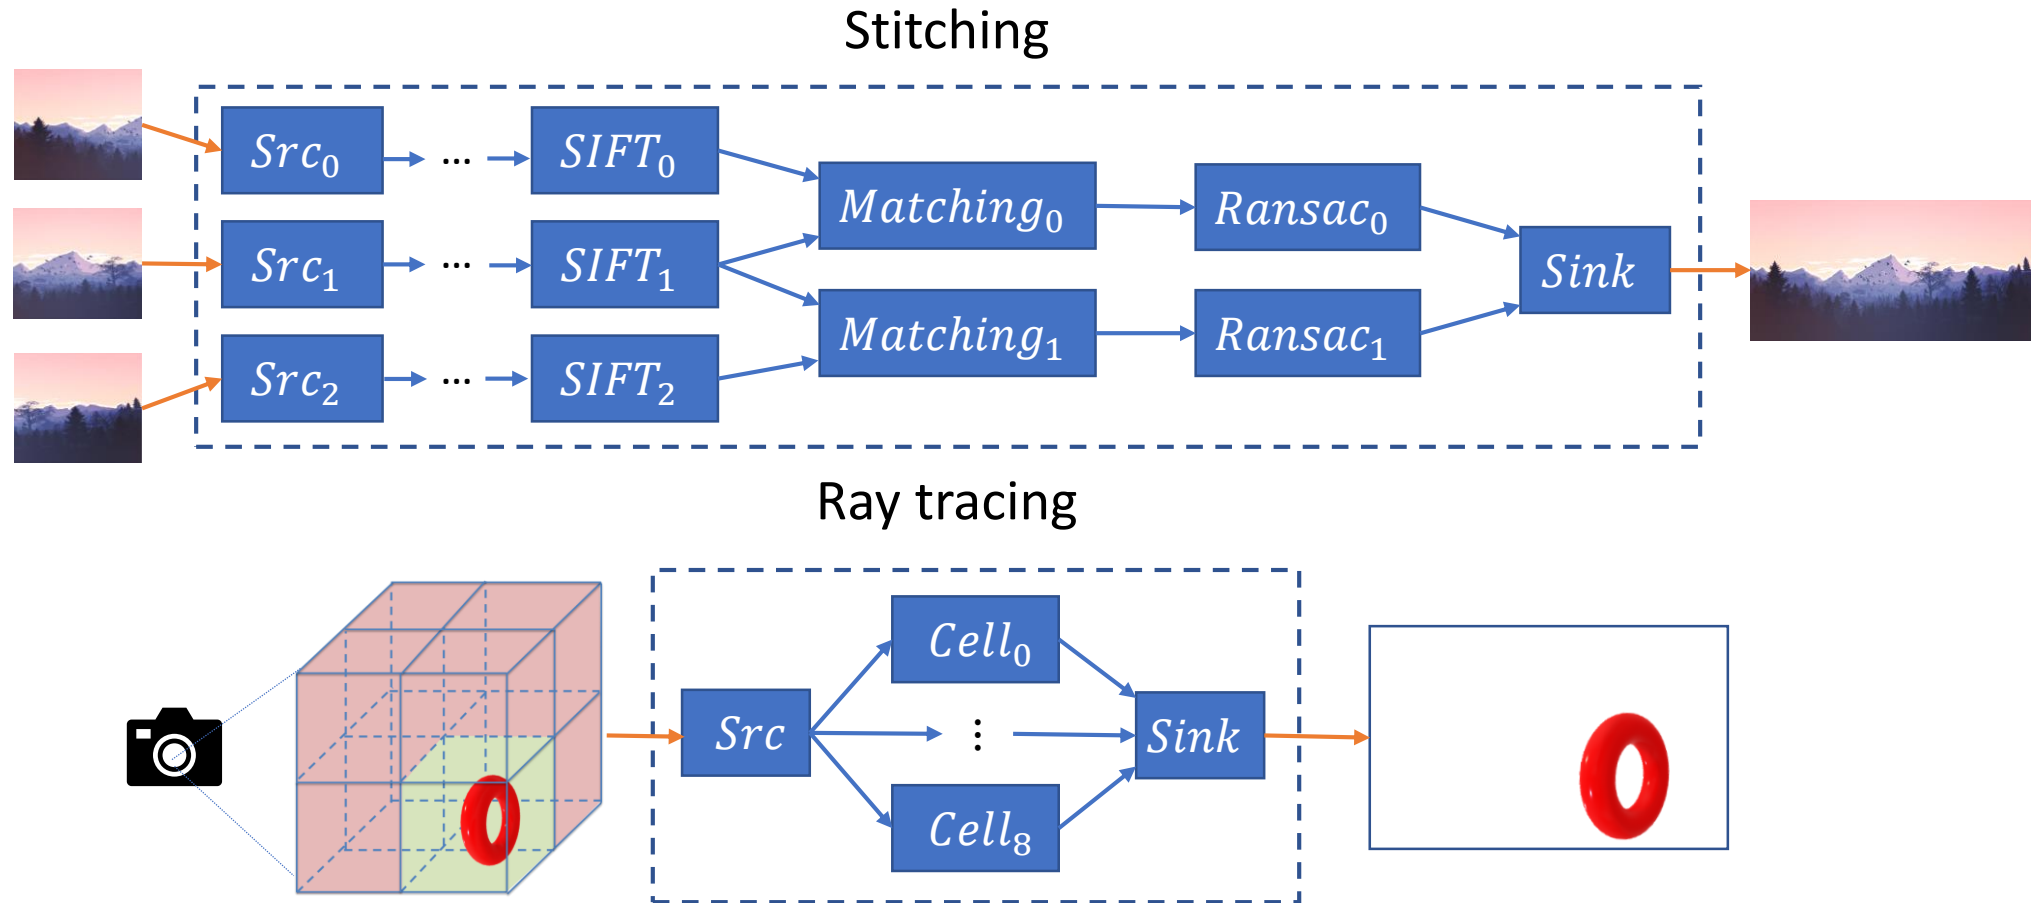 Stitching
Src0 ... SIFT0
Matching0 Ransac0
Src1 ... SIFT1
Sink
Matching1 Ransac1
Src2 ... SIFT2
Ray tracing
Cell0
Src ⋮ Sink
Cell8